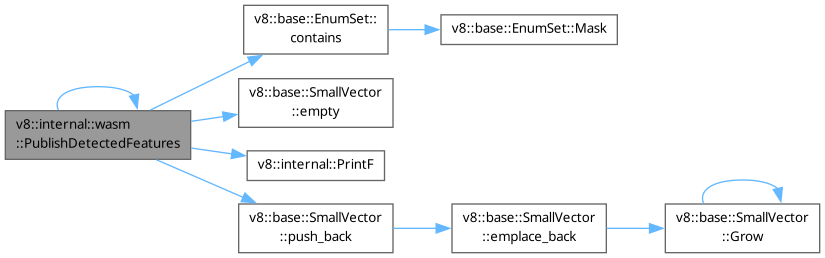 v8::internal::wasm
::PublishDetectedFeatures
v8::base::EnumSet::
contains
v8::base::EnumSet::Mask
v8::base::SmallVector
::empty
v8::internal::PrintF
v8::base::SmallVector
::push_back
v8::base::SmallVector
::emplace_back
v8::base::SmallVector
::Grow